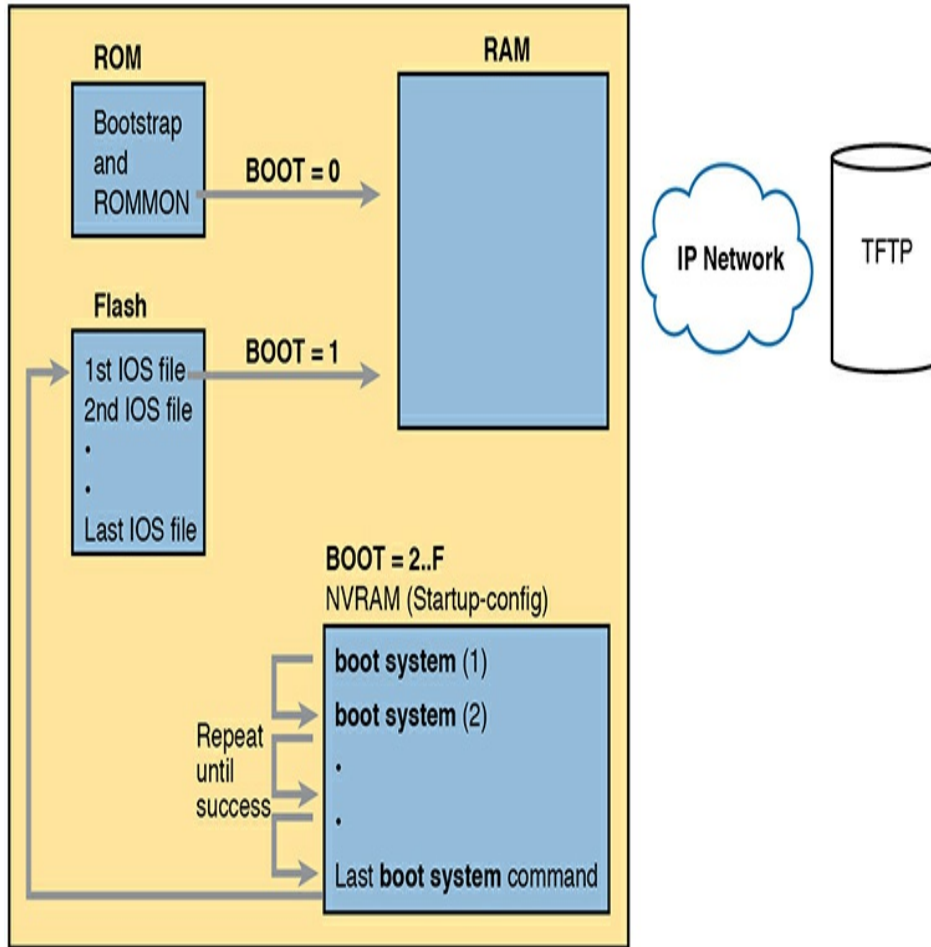 ROM
Bootstrap
and
ROMMON
BOOT = 0
RAM
IP Network
TFTP
Flash
1st IOS file
2nd IOS file
•
•
Last IOS file
BOOT = 1
BOOT = 2..F
NVRAM (Startup-config)
boot system (1)
boot system (2)
•
•
Last boot system command
Repeat
until
success